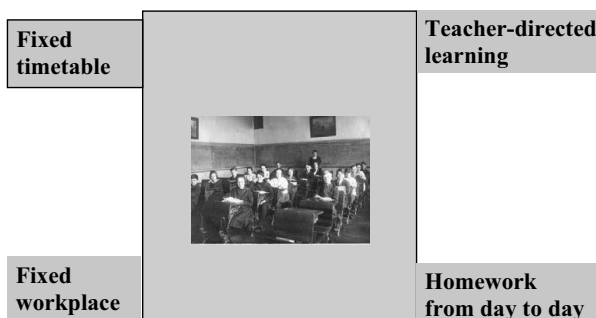 Fixed
timetable
Teacher-directed
learning
Fixed
workplace
Homework
from day to day